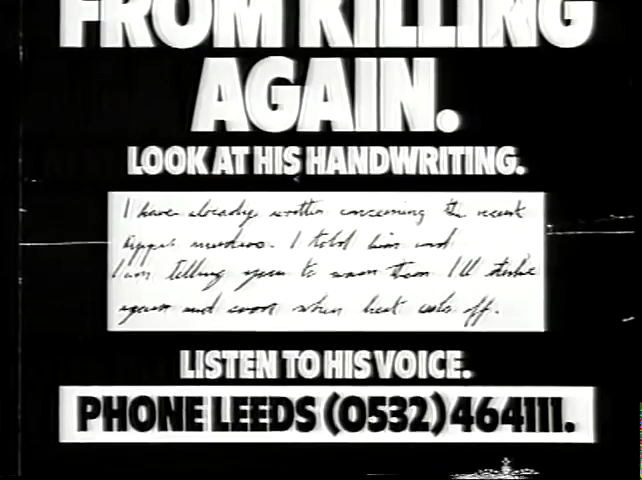 FROM KILLING
AGAIN.
LOOK AT HIS HANDWRITING.
I have already written concerning the recent
Ripper murders. I told him and
I am telling you to warn them I'll strike
again and soon when heat cools off.
LISTEN TO HIS VOICE.
PHONE LEEDS (0532) 464111.